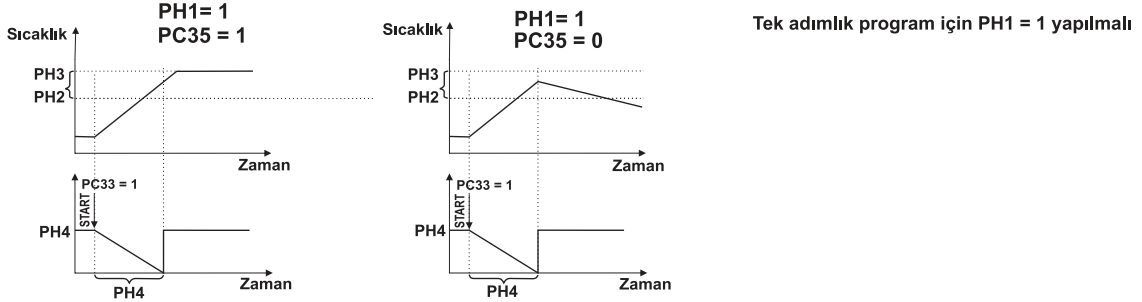 PH1= 1
PC35 = 1
Sıcaklık
PH3
PH2
Zaman
PC33 = 1
START
PH4
Zaman
PH4
PH1= 1
PC35 = 0
Sıcaklık
PH3
PH2
Zaman
PC33 = 1
START
PH4
Zaman
PH4
Tek adımlık program için PH1 = 1 yapılmalı